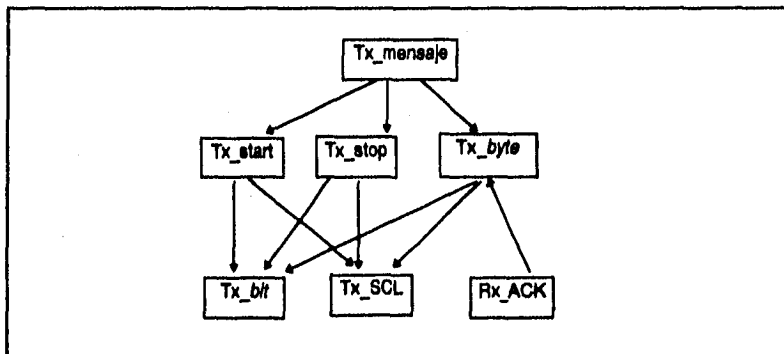 Tx_mensaje
Tx_start
Tx_stop
Tx_byte
Tx_bit
Tx_SCL
Rx_ACK